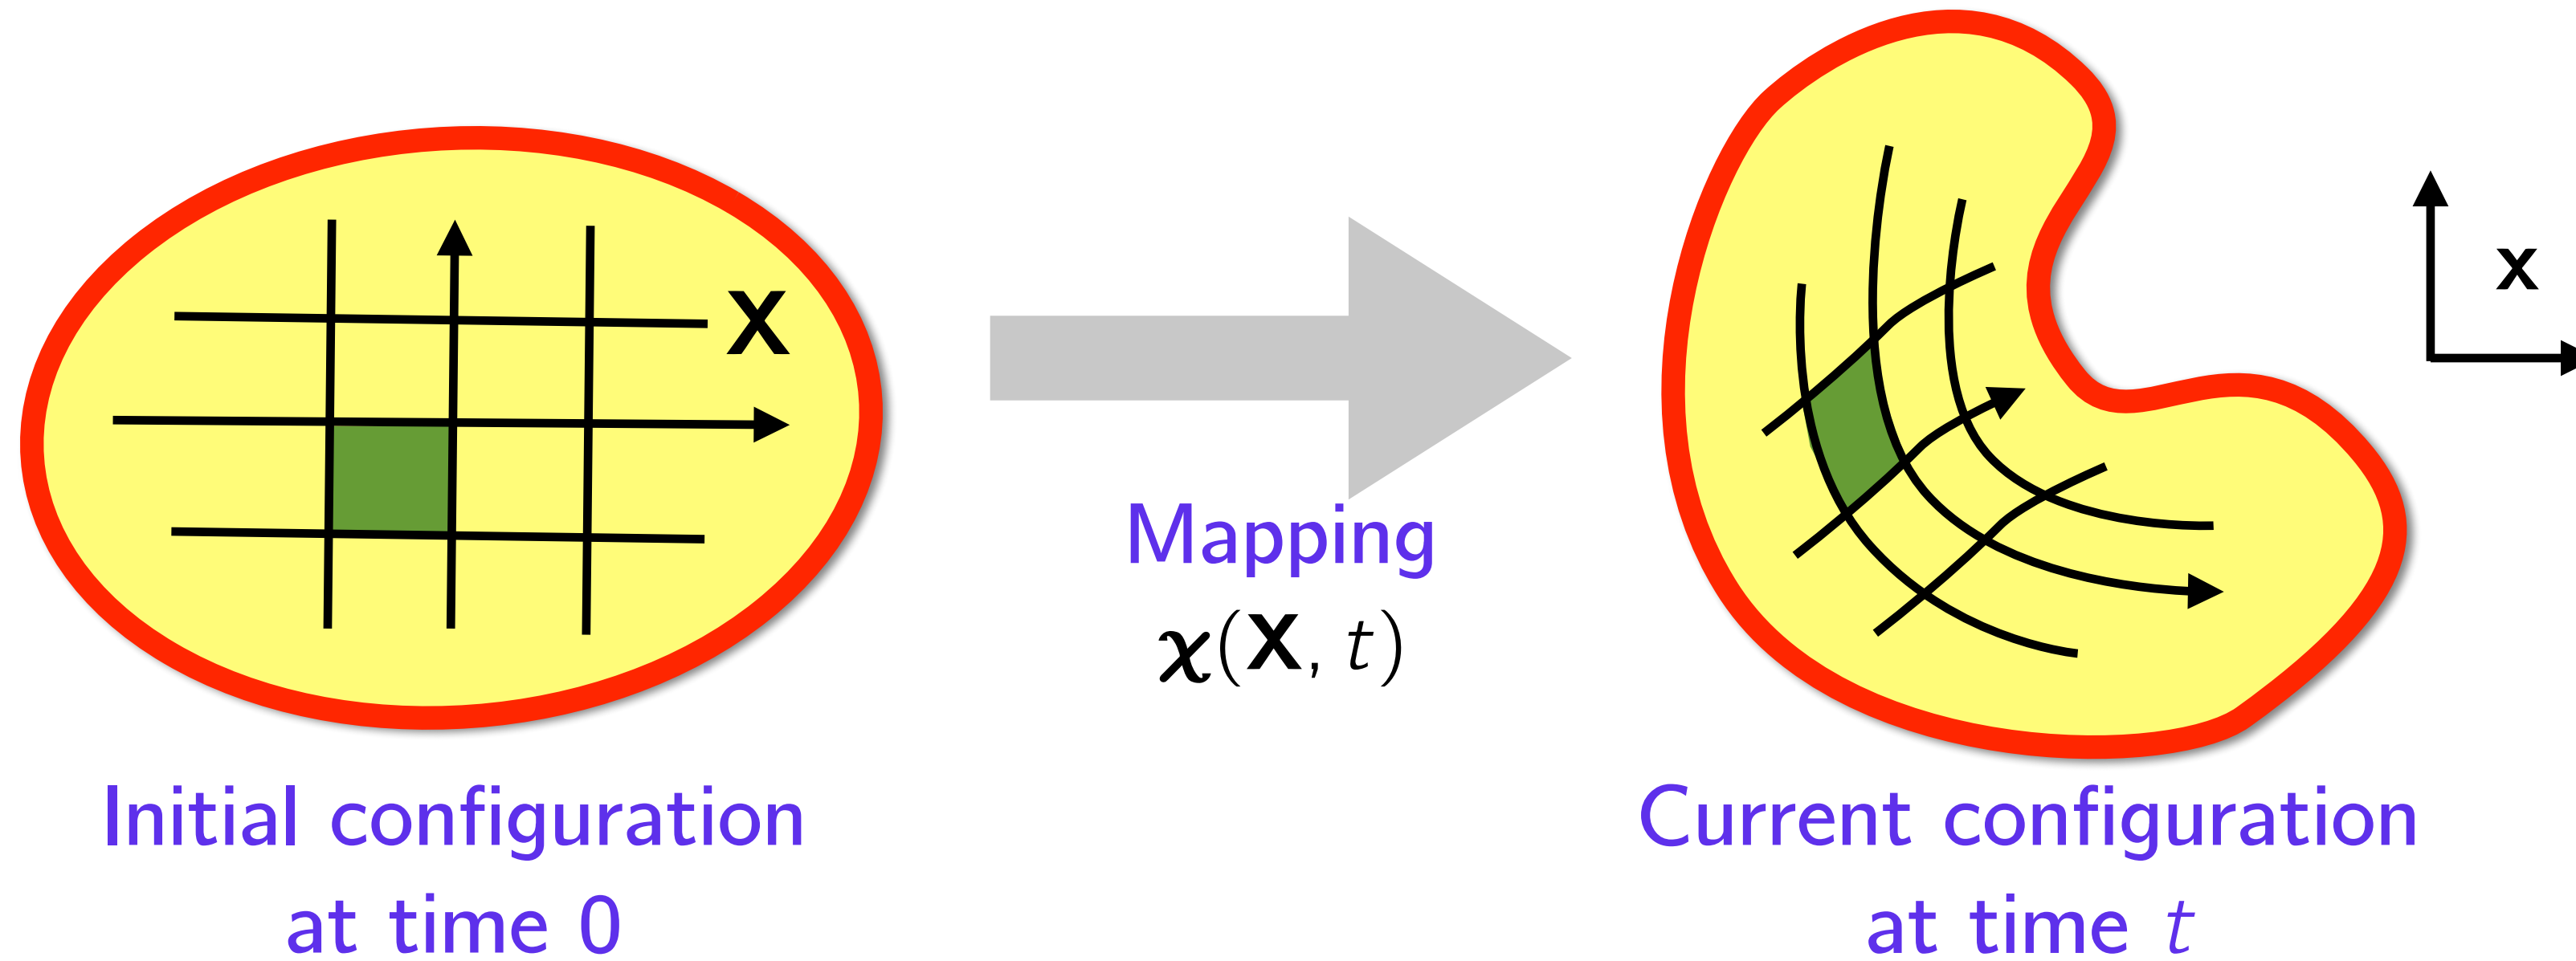 X
x
Mapping
𝝌(X, t)
Initial configuration
at time 0
Current configuration
at time t